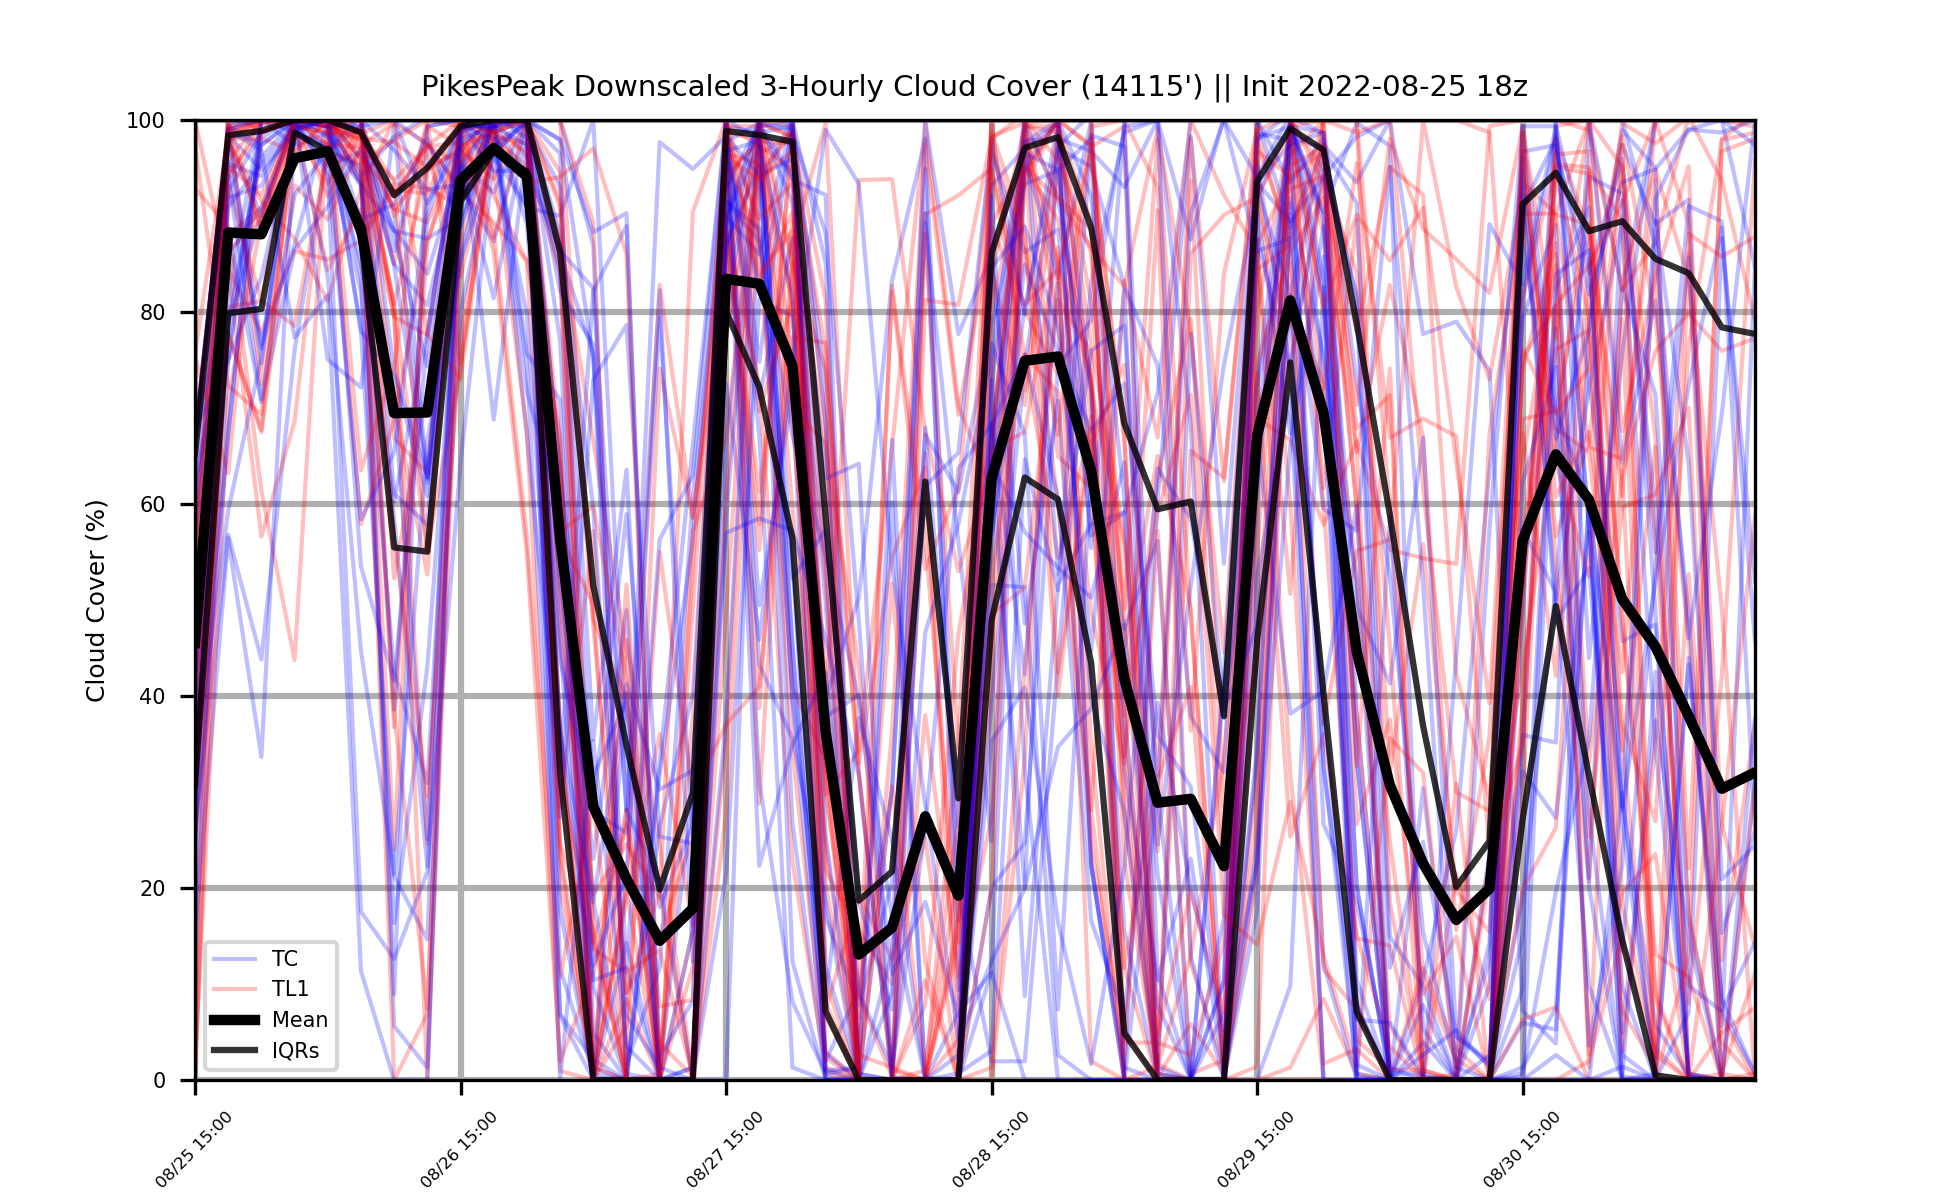 PikesPeak Downscaled 3-Hourly Cloud Cover (14115') || Init 2022-08-25 18z
Cloud Cover (%)
100
80
60
40
20
0
TC
TL1
Mean
IQRs
08/25 15:00
08/26 15:00
08/27 15:00
08/28 15:00
08/29 15:00
08/30 15:00